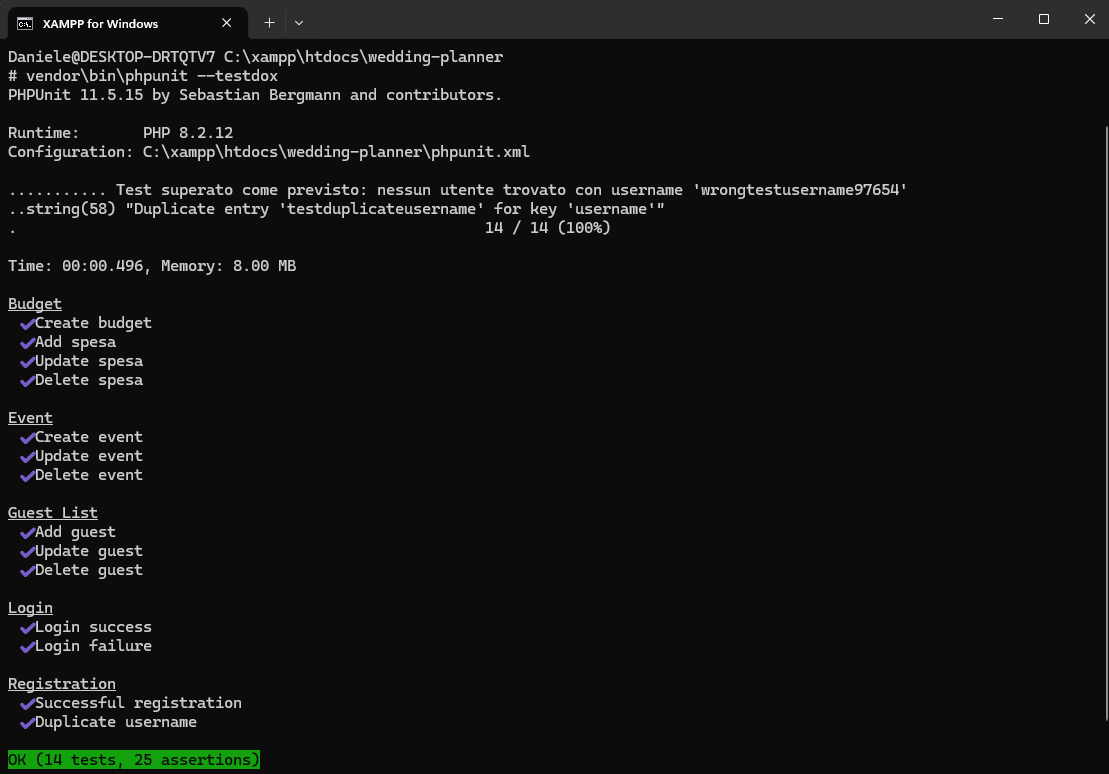 XAMPP for Windows
Daniele@DESKTOP-DRTQTV7 C:\xampp\htdocs\wedding-planner
# vendor\bin\phpunit --testdox
PHPUnit 11.5.15 by Sebastian Bergmann and contributors.
Runtime:       PHP 8.2.12
Configuration: C:\xampp\htdocs\wedding-planner\phpunit.xml
........... Test superato come previsto: nessun utente trovato con username 'wrongtestusername97654'
..string(58) "Duplicate entry 'testduplicateusername' for key 'username'"
.                                                    14 / 14 (100%)
Time: 00:00.496, Memory: 8.00 MB
Budget
✔Create budget
✔Add spesa
✔Update spesa
✔Delete spesa
Event
✔Create event
✔Update event
✔Delete event
Guest List
✔Add guest
✔Update guest
✔Delete guest
Login
✔Login success
✔Login failure
Registration
✔Successful registration
✔Duplicate username
OK (14 tests, 25 assertions)